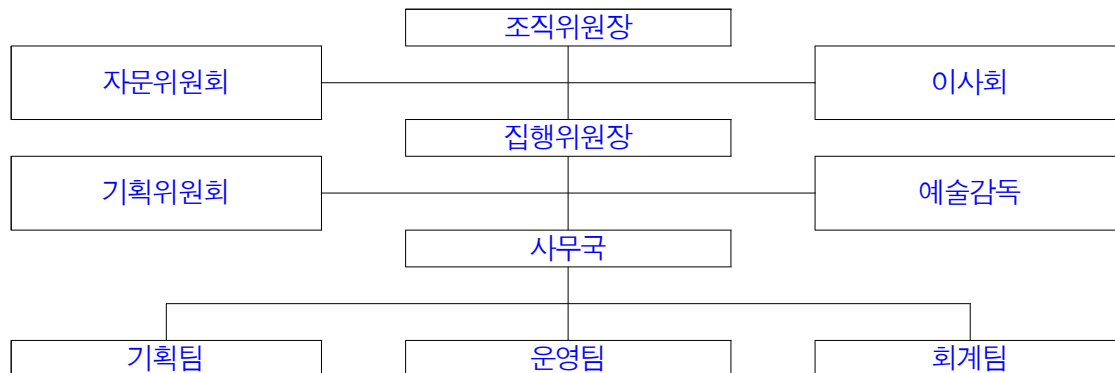 조직위원장
자문위원회
이사회
집행위원장
기획위원회
예술감독
사무국
기획팀
운영팀
회계팀